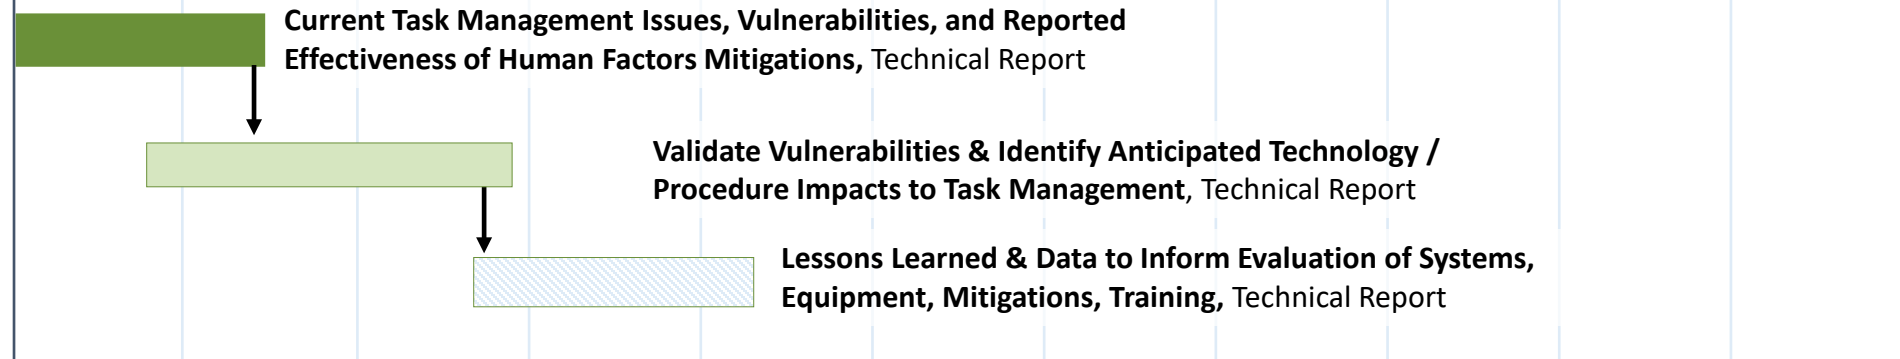 Current Task Management Issues, Vulnerabilities, and Reported
Effectiveness of Human Factors Mitigations, Technical Report
Validate Vulnerabilities & Identify Anticipated Technology /
Procedure Impacts to Task Management, Technical Report
Lessons Learned & Data to Inform Evaluation of Systems,
Equipment, Mitigations, Training, Technical Report